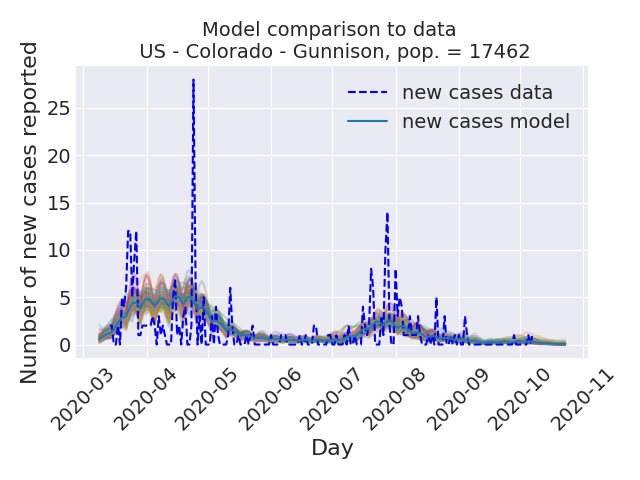 Model comparison to data
US - Colorado - Gunnison, pop. = 17462
Number of new cases reported
25
20
15
10
5
0
new cases data
new cases model
2020-03
2020-04
2020-05
2020-06
2020-07
2020-08
2020-09
2020-10
2020-11
Day